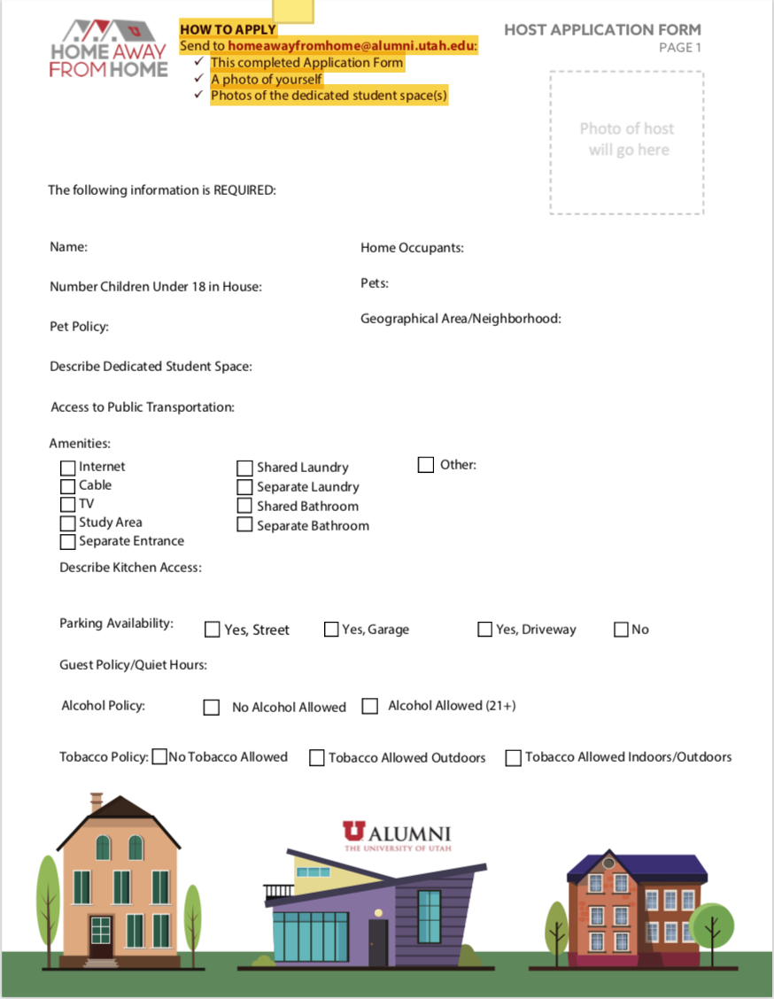 HOME AWAY
FROM HOME
HOW TO APPLY
Send to homeawayfromhome@alumni.utah.edu:
✓ This completed Application Form
✓ A photo of yourself
✓ Photos of the dedicated student space(s)
HOST APPLICATION FORM
PAGE 1
Photo of host
will go here
The following information is REQUIRED:
Name:
Home Occupants:
Number Children Under 18 in House:
Pets:
Pet Policy:
Geographical Area/Neighborhood:
Describe Dedicated Student Space:
Access to Public Transportation:
Amenities:
Internet
Cable
TV
Study Area
Separate Entrance
Shared Laundry
Separate Laundry
Shared Bathroom
Separate Bathroom
Other:
Describe Kitchen Access:
Parking Availability: Yes, Street Yes, Garage Yes, Driveway No
Guest Policy/Quiet Hours:
Alcohol Policy: No Alcohol Allowed Alcohol Allowed (21+)
Tobacco Policy: No Tobacco Allowed Tobacco Allowed Outdoors Tobacco Allowed Indoors/Outdoors
U ALUMNI
THE UNIVERSITY OF UTAH